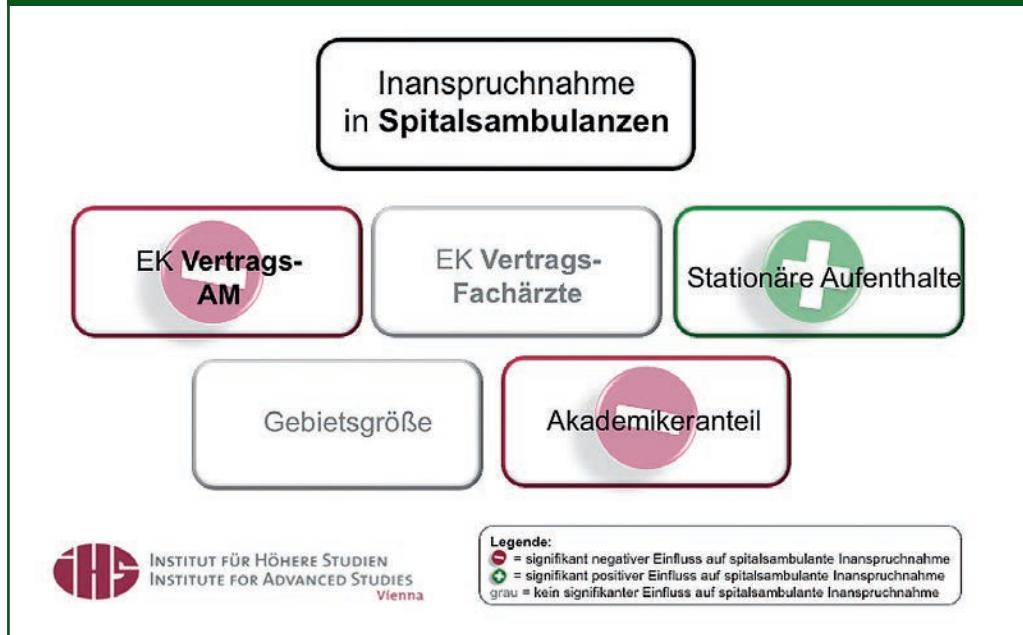 Inanspruchnahme
in Spitalsambulanzen
EK Vertrags-
AM
EK Vertrags-
Fachärzte
Stationäre Aufenthalte
Gebietsgröße
Akademikeranteil
iHS
INSTITUT FÜR HÖHERE STUDIEN
INSTITUTE FOR ADVANCED STUDIES
Vienna
Legende:
= signifikant negativer Einfluss auf spitalsambulante Inanspruchnahme
= signifikant positiver Einfluss auf spitalsambulante Inanspruchnahme
grau = kein signifikanter Einfluss auf spitalsambulante Inanspruchnahme